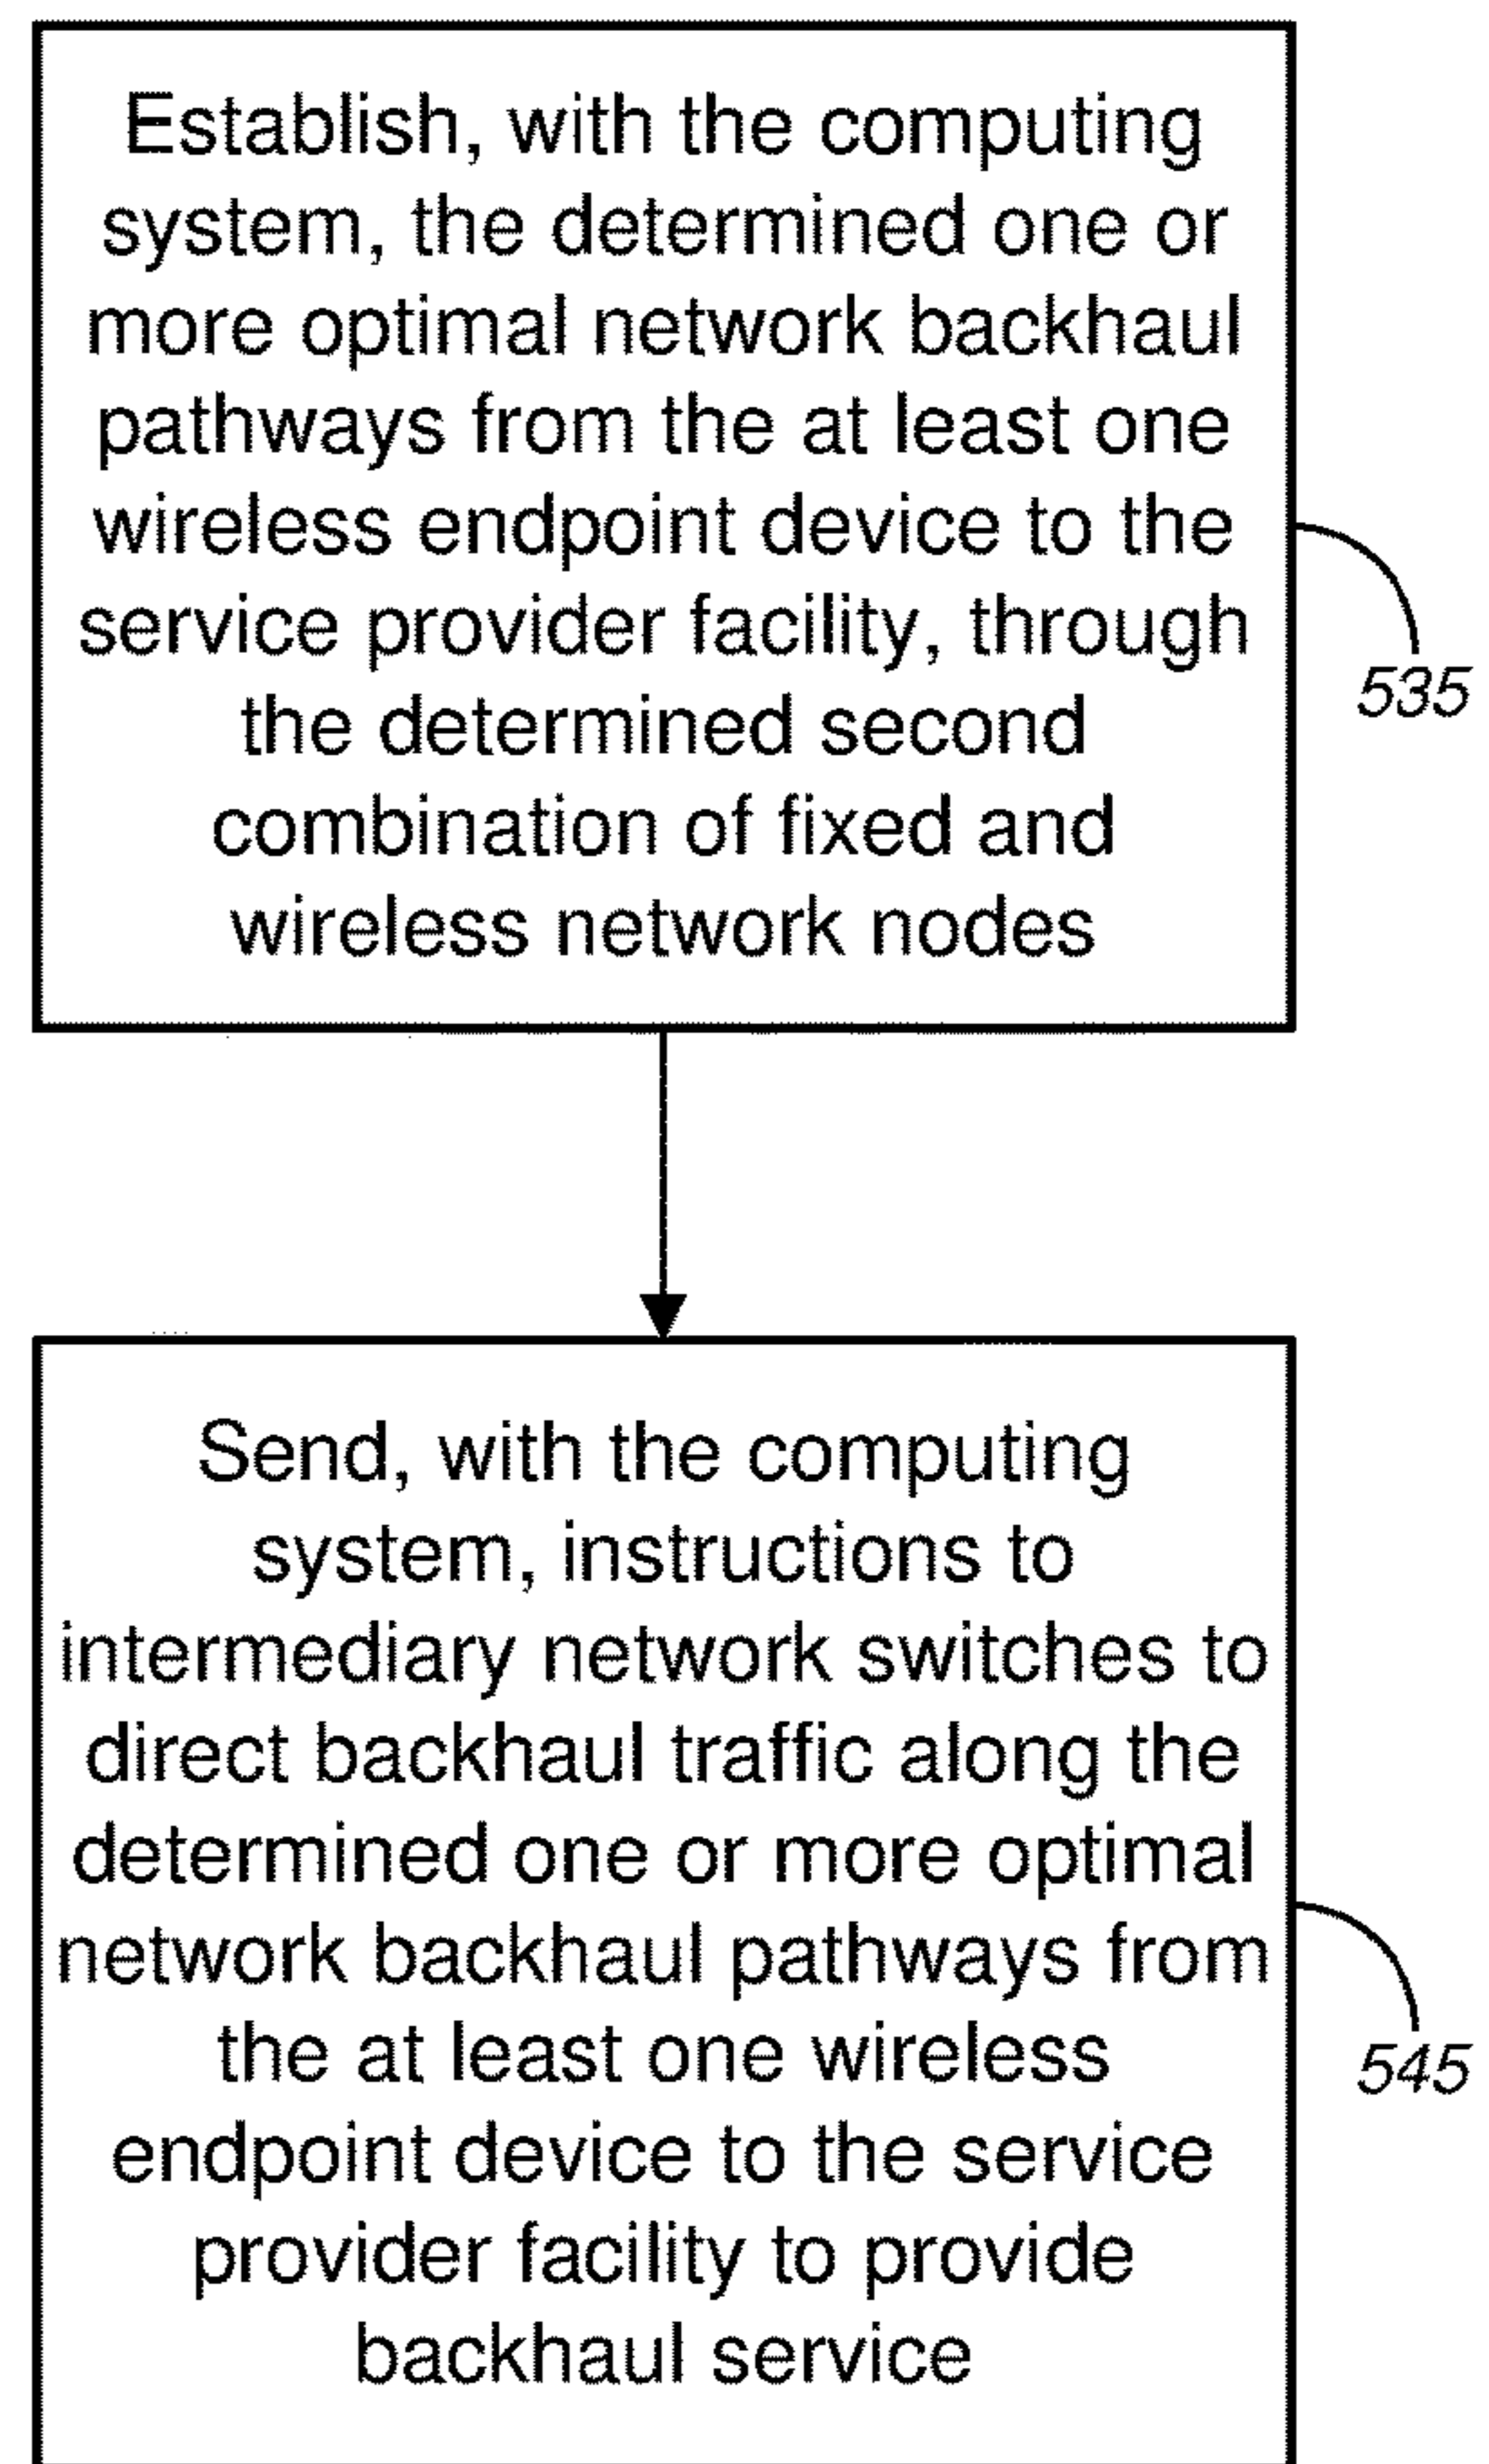 Establish, with the computing
system, the determined one or
more optimal network backhaul
pathways from the at least one
wireless endpoint device to the
service provider facility, through
the determined second
combination of fixed and
wireless network nodes
535
Send, with the computing
system, instructions to
intermediary network switches to
direct backhaul traffic along the
determined one or more optimal
network backhaul pathways from
the at least one wireless
endpoint device to the service
provider facility to provide
backhaul service
545